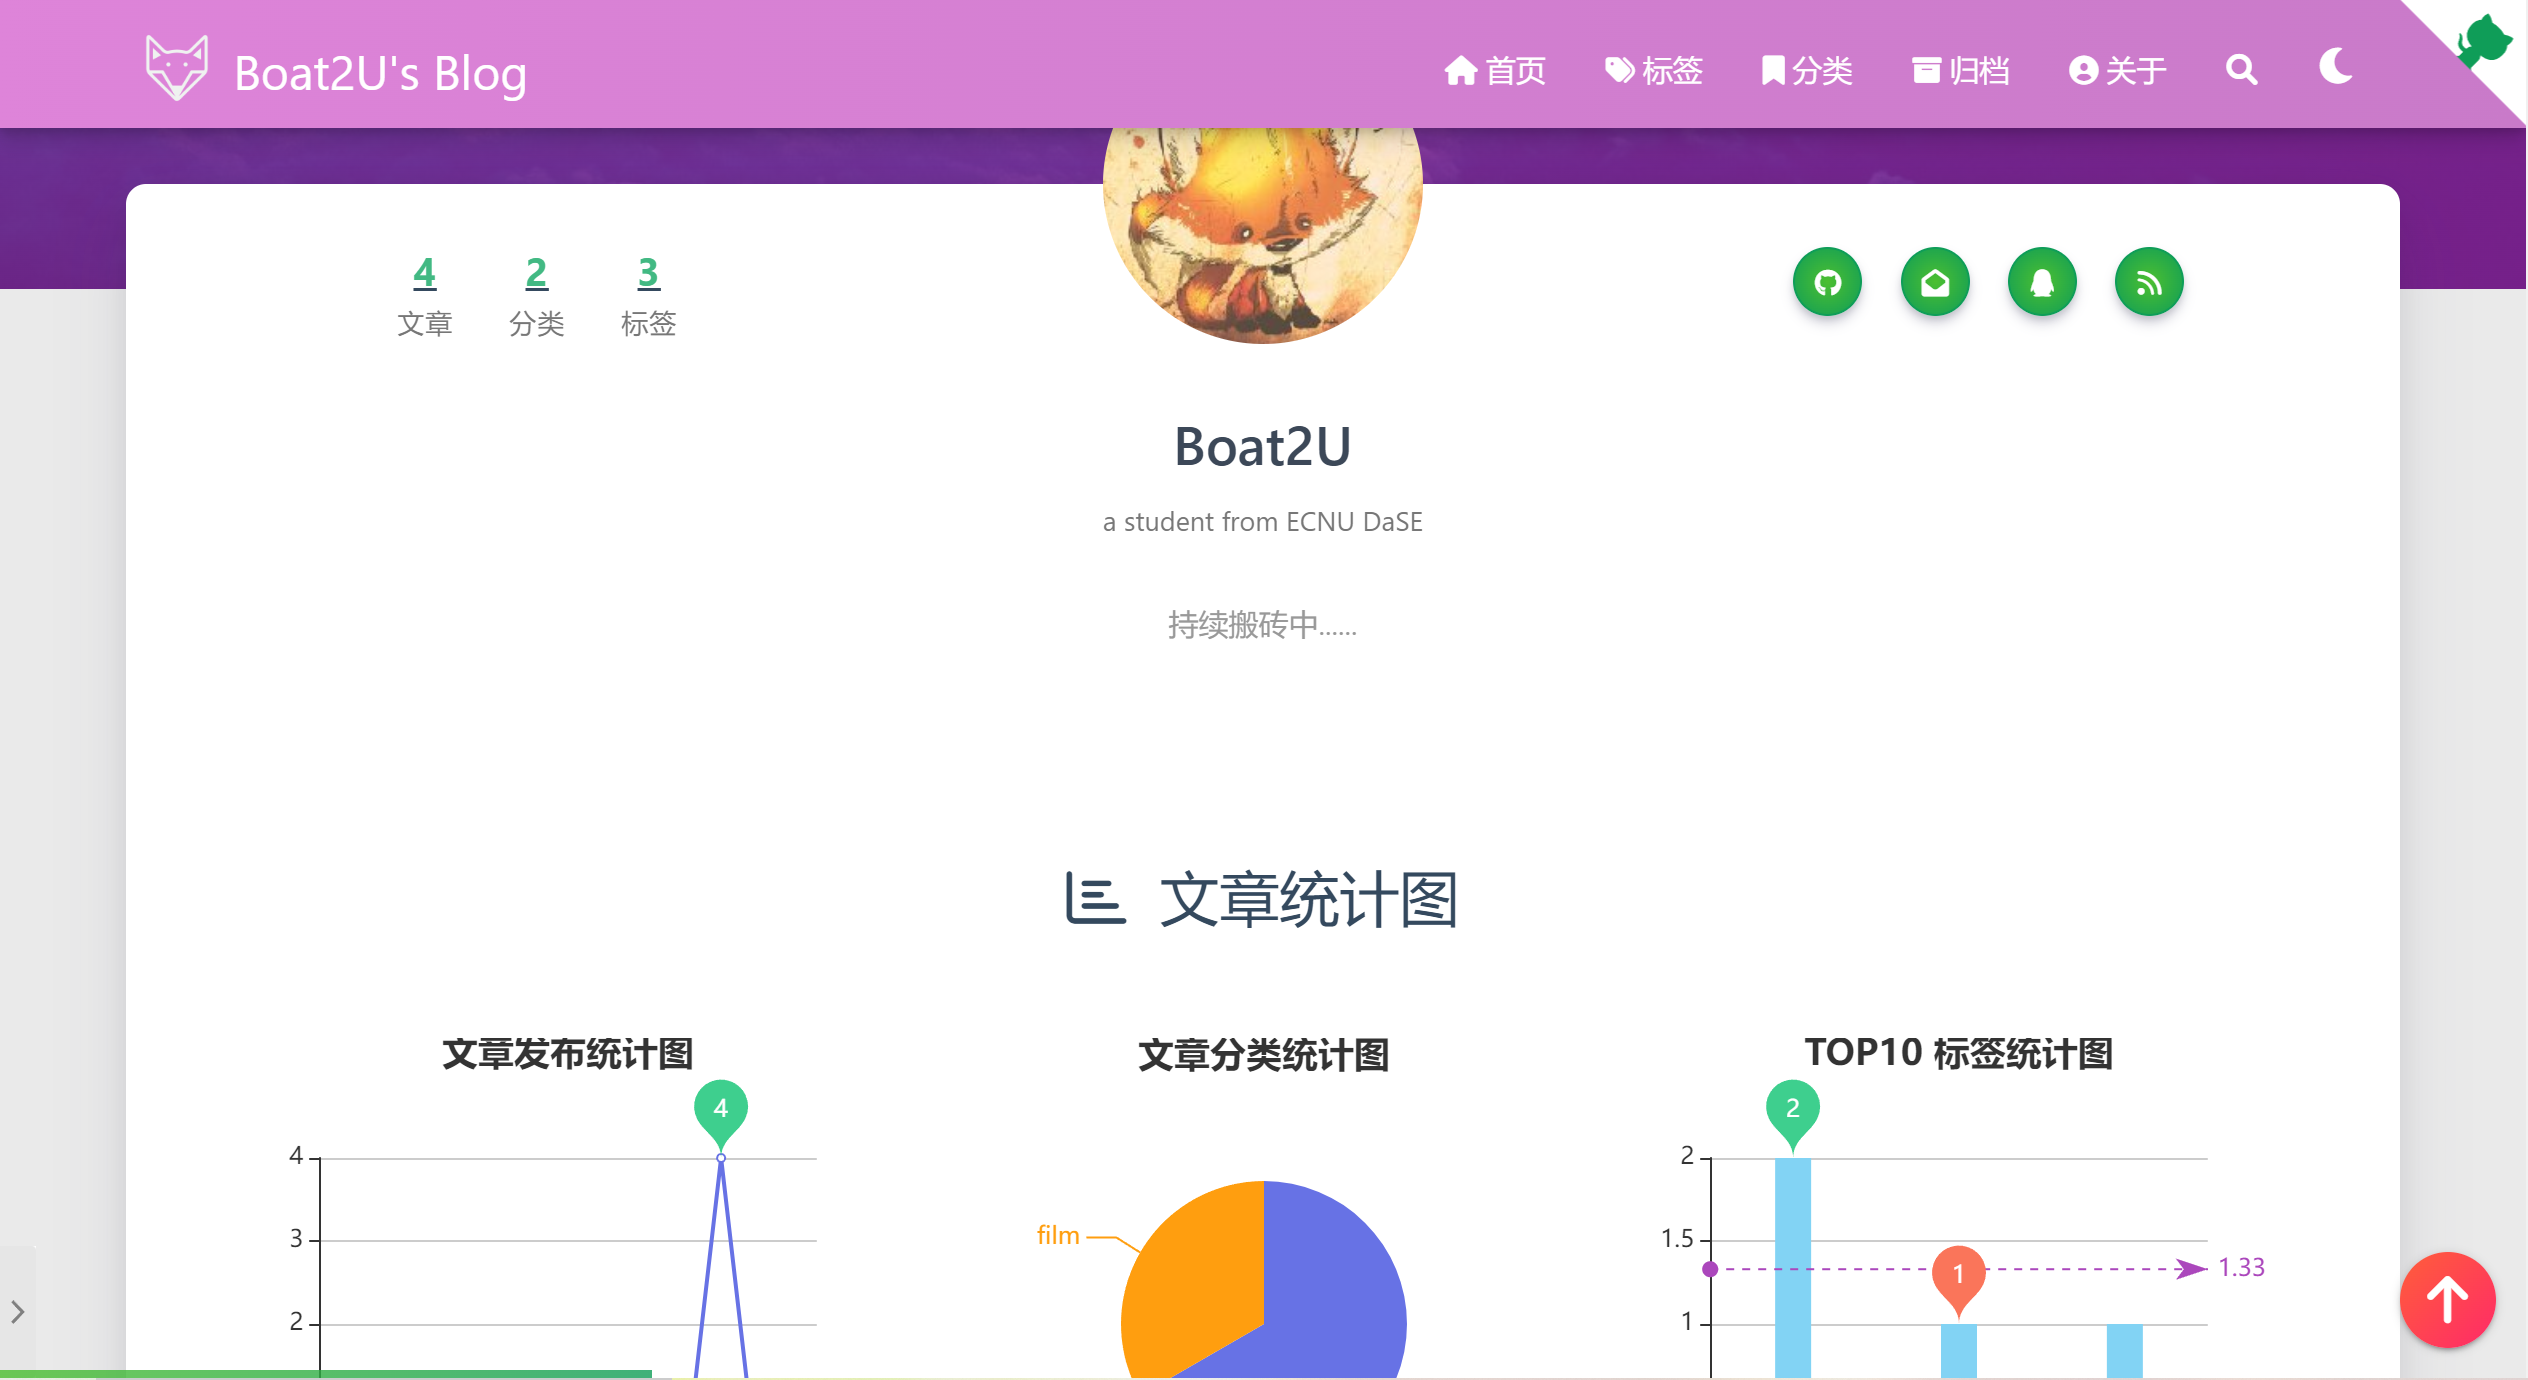 Boat2U's Blog
首页 标签 分类 归档 关于
4 2 3
文章 分类 标签
Boat2U
a student from ECNU DaSE
持续搬砖中......
文章统计图
文章发布统计图
4
4
3
2
文章分类统计图
film
TOP10 标签统计图
2
2
1.5
1.33
1
1